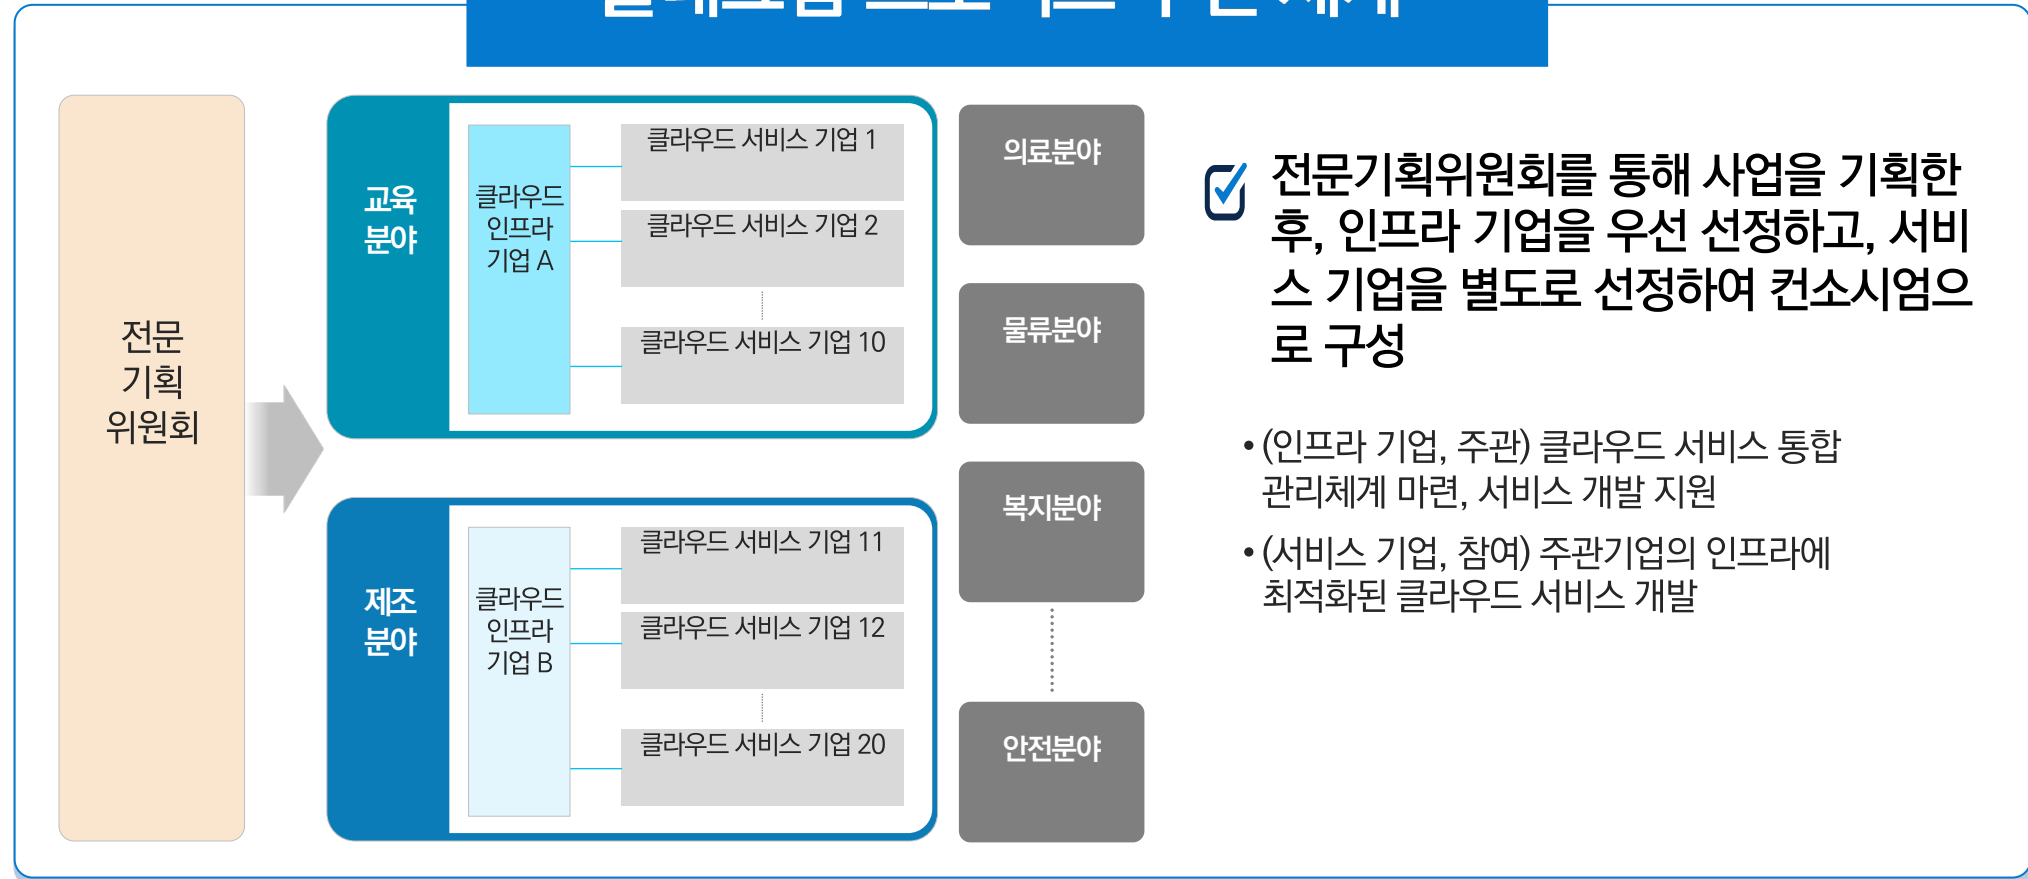 전문
기획
위원회
교육
분야
클라우드
인프라
기업 A
클라우드 서비스 기업 1
클라우드 서비스 기업 2
클라우드 서비스 기업 10
제조
분야
클라우드
인프라
기업 B
클라우드 서비스 기업 11
클라우드 서비스 기업 12
클라우드 서비스 기업 20
의료분야
물류분야
복지분야
안전분야
전문기획위원회를 통해 사업을 기획한
후, 인프라 기업을 우선 선정하고, 서비
스 기업을 별도로 선정하여 컨소시엄으
로 구성
• (인프라 기업, 주관) 클라우드 서비스 통합
관리체계 마련, 서비스 개발 지원
• (서비스 기업, 참여) 주관기업의 인프라에
최적화된 클라우드 서비스 개발